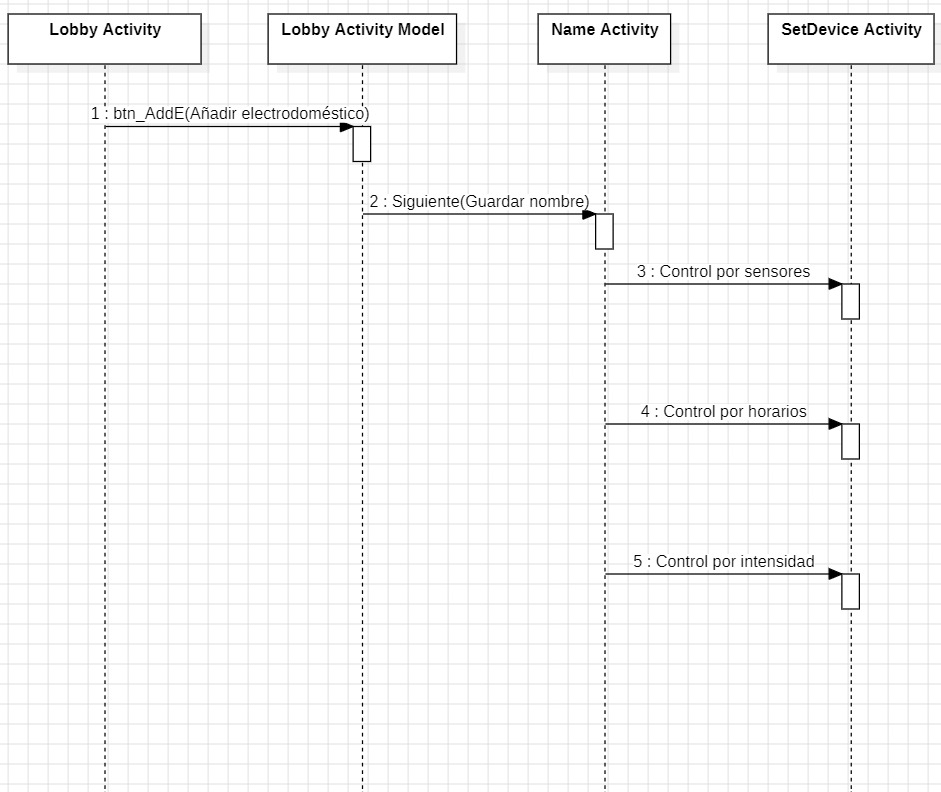 Lobby Activity
Lobby Activity Model
Name Activity
SetDevice Activity
1 : btn_AddE(Añadir electrodoméstico)
2 : Siguiente(Guardar nombre)
3 : Control por sensores
4 : Control por horarios
5 : Control por intensidad